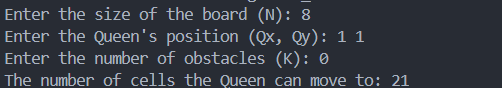 Enter the size of the board (N): 8
Enter the Queen's position (Qx, Qy): 1 1
Enter the number of obstacles (K): 0
The number of cells the Queen can move to: 21